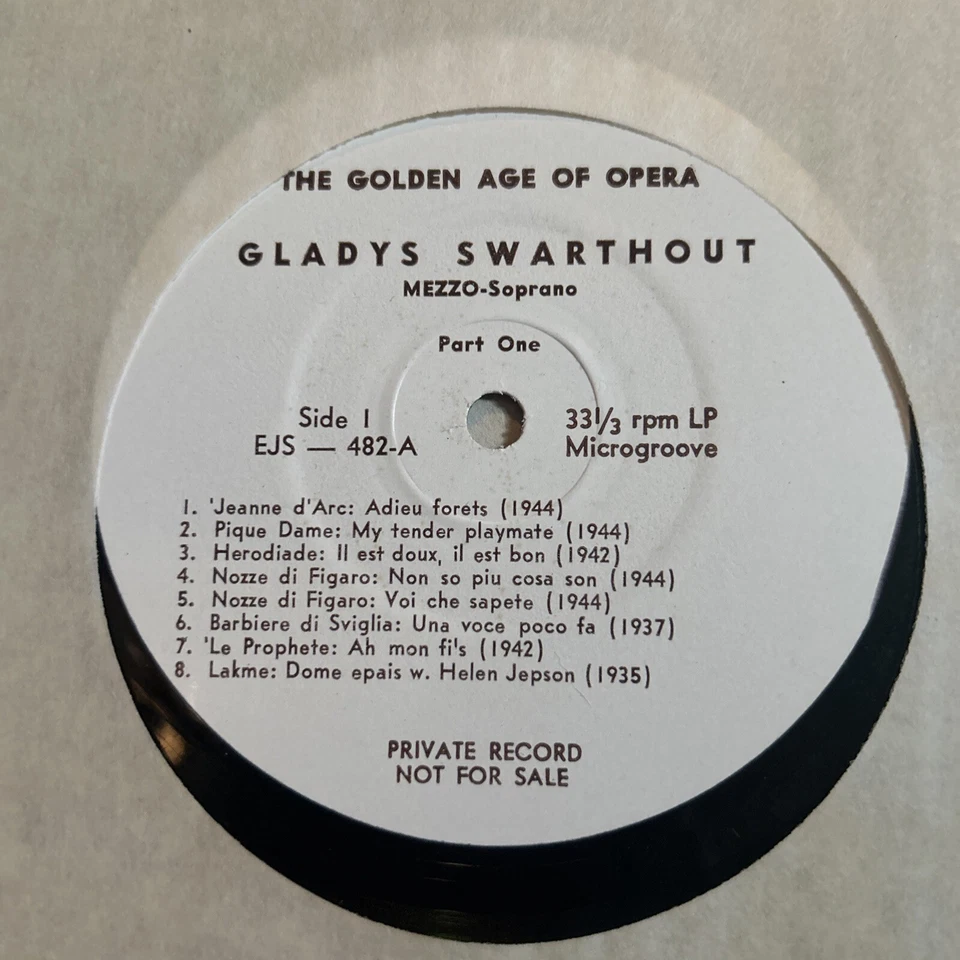 THE GOLDEN AGE OF OPERA
GLADYS SWARTHOUT
MEZZO-Soprano
Part One
Side 1 33 1/3 rpm LP
EJS — 482-A Microgroove
1. 'Jeanne d'Arc: Adieu forets (1944)
2. Pique Dame: My tender playmate (1944)
3. Herodiade: Il est doux, il est bon (1942)
4. Nozze di Figaro: Non so piu cosa son (1944)
5. Nozze di Figaro: Voi che sapete (1944)
6. Barbiere di Sviglia: Una voce poco fa (1937)
7. 'Le Prophete: Ah mon fi's (1942)
8. Lakme: Dome epais w. Helen Jepson (1935)
PRIVATE RECORD
NOT FOR SALE